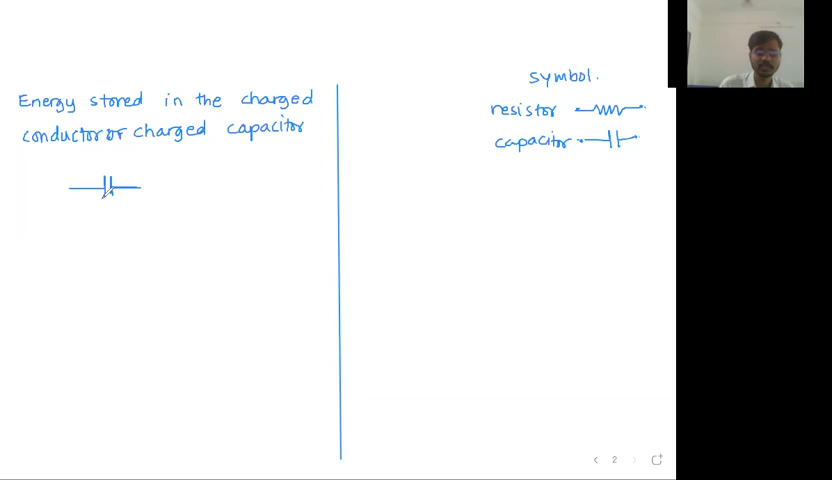 Energy stored in the charged
conductor or charged capacitor
symbol.
resistor
capacitor
2